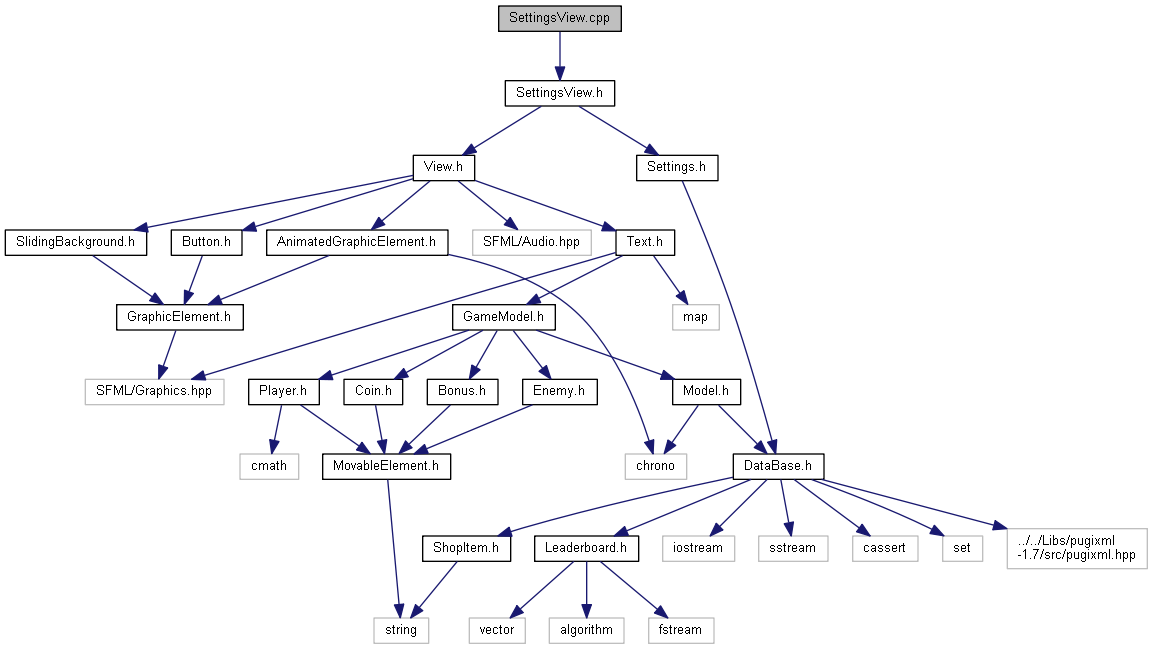 SettingsView.cpp
SettingsView.h
View.h
Settings.h
SlidingBackground.h
Button.h
AnimatedGraphicElement.h
SFML/Audio.hpp
Text.h
GraphicElement.h
GameModel.h
map
SFML/Graphics.hpp
Player.h
Coin.h
Bonus.h
Enemy.h
Model.h
cmath
MovableElement.h
chrono
DataBase.h
ShopItem.h
Leaderboard.h
iostream
sstream
cassert
set
../../Libs/pugixml
-1.7/src/pugixml.hpp
string
vector
algorithm
fstream